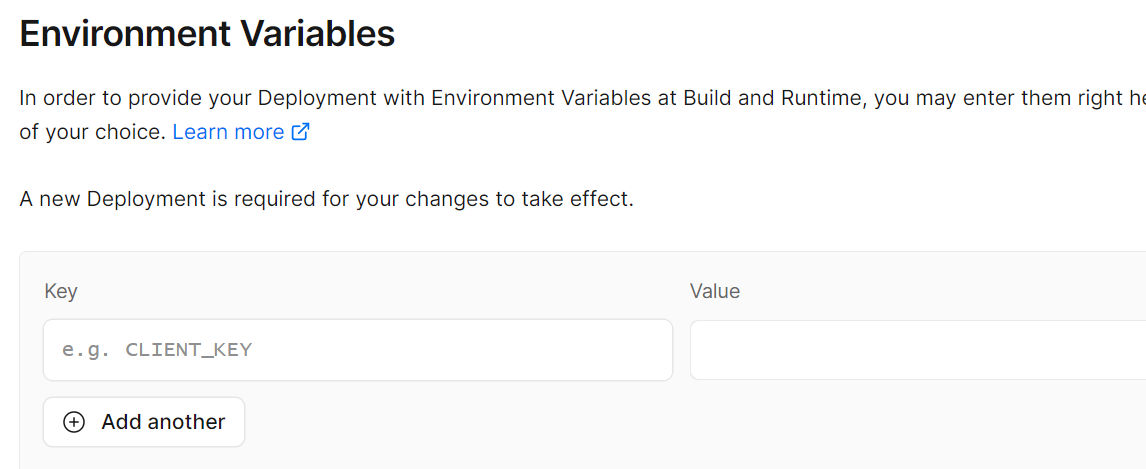 Environment Variables
In order to provide your Deployment with Environment Variables at Build and Runtime, you may enter them right
of your choice. Learn more
A new Deployment is required for your changes to take effect.
Key
Value
e.g. CLIENT_KEY
Add another